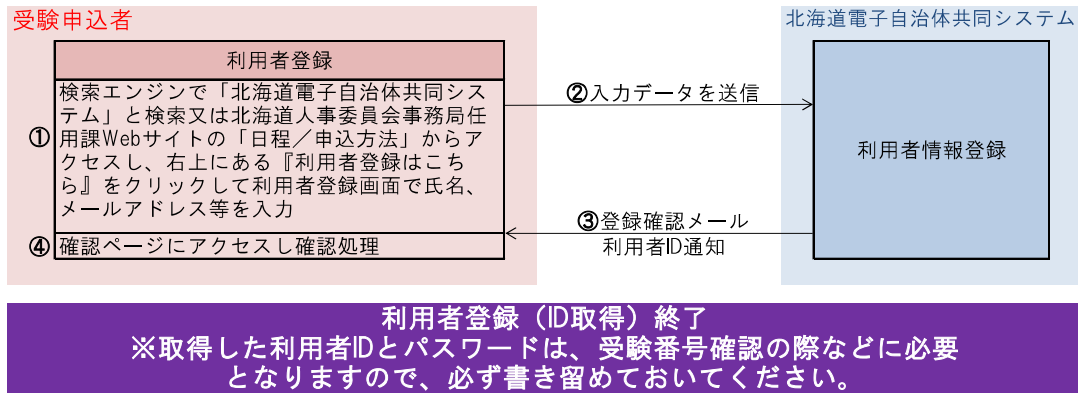 受験申込者
北海道電子自治体共同システム
利用者登録
①
検索エンジンで「北海道電子自治体共同シス
テム」と検索又は北海道人事委員会事務局任
用課Webサイトの「日程／申込方法」からア
クセスし、右上にある『利用者登録はこち
ら』をクリックして利用者登録画面で氏名、
メールアドレス等を入力
②入力データを送信
利用者情報登録
③登録確認メール
利用者ID通知
④ 確認ページにアクセスし確認処理
利用者登録（ID取得）終了
※取得した利用者IDとパスワードは、受験番号確認の際などに必要
となりますので、必ず書き留めておいてください。